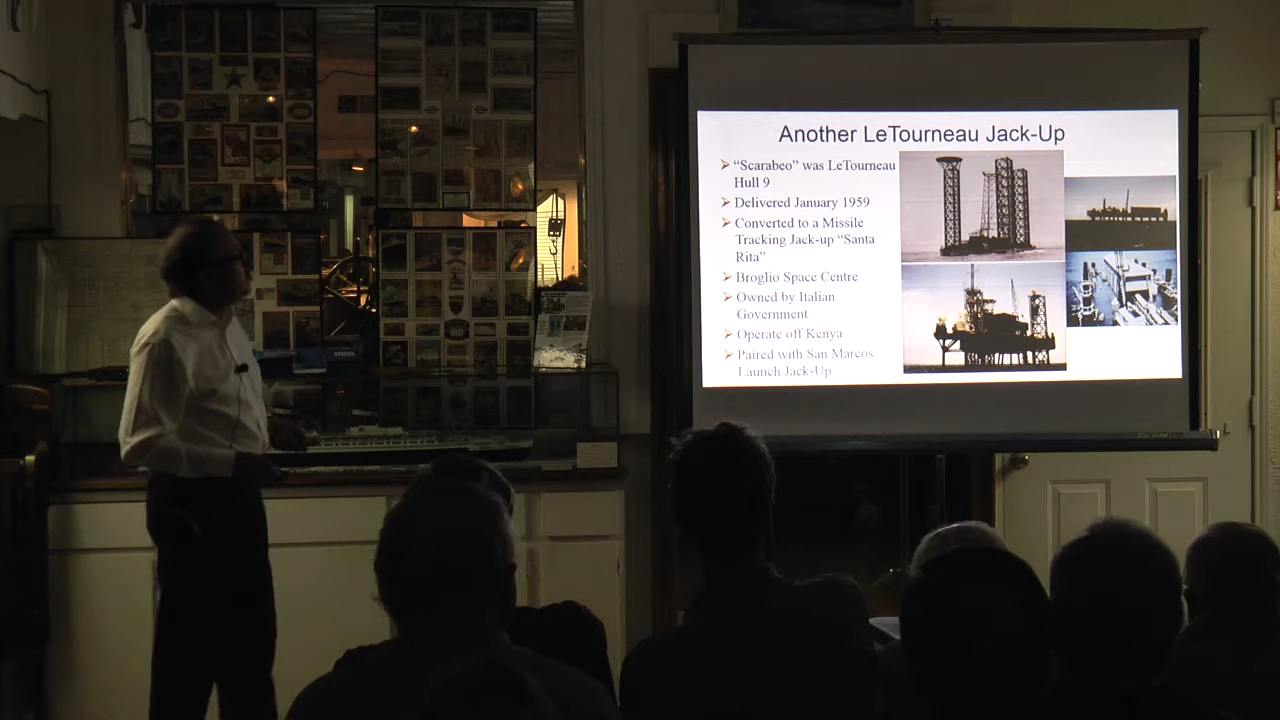 Another LeTourneau Jack-Up
“Scarabeo” was LeTourneau
Hull 9
Delivered January 1959
Converted to a Missile
Tracking Jack-up “Santa
Rita”
Broglio Space Centre
Owned by Italian
Government
Operate off Kenya
Paired with San Marcos
Launch Jack-Up